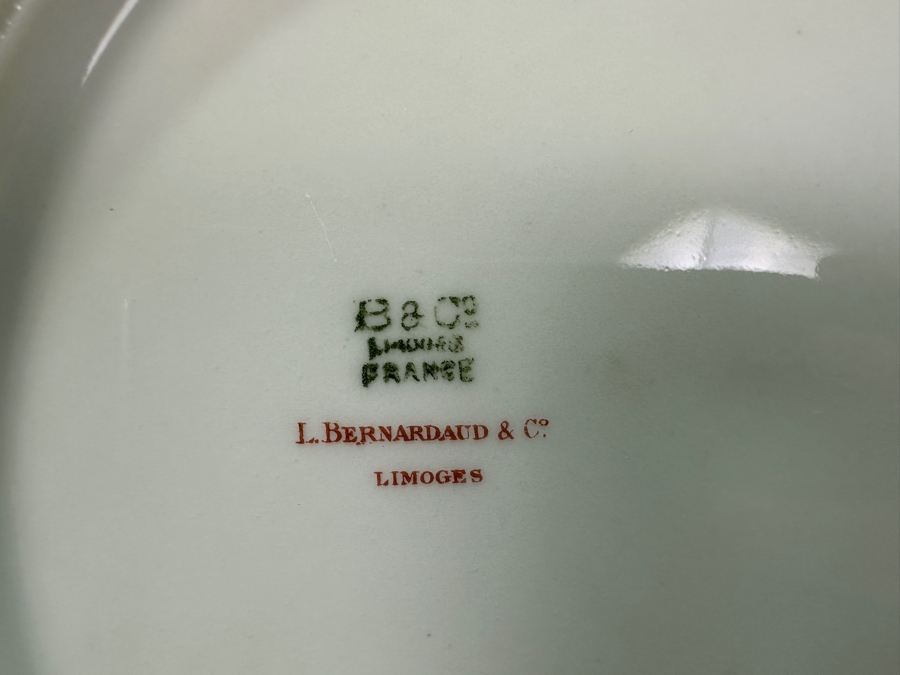 B & Cº
LIMOGES
FRANCE
L. BERNARDAUD & Cº
LIMOGES